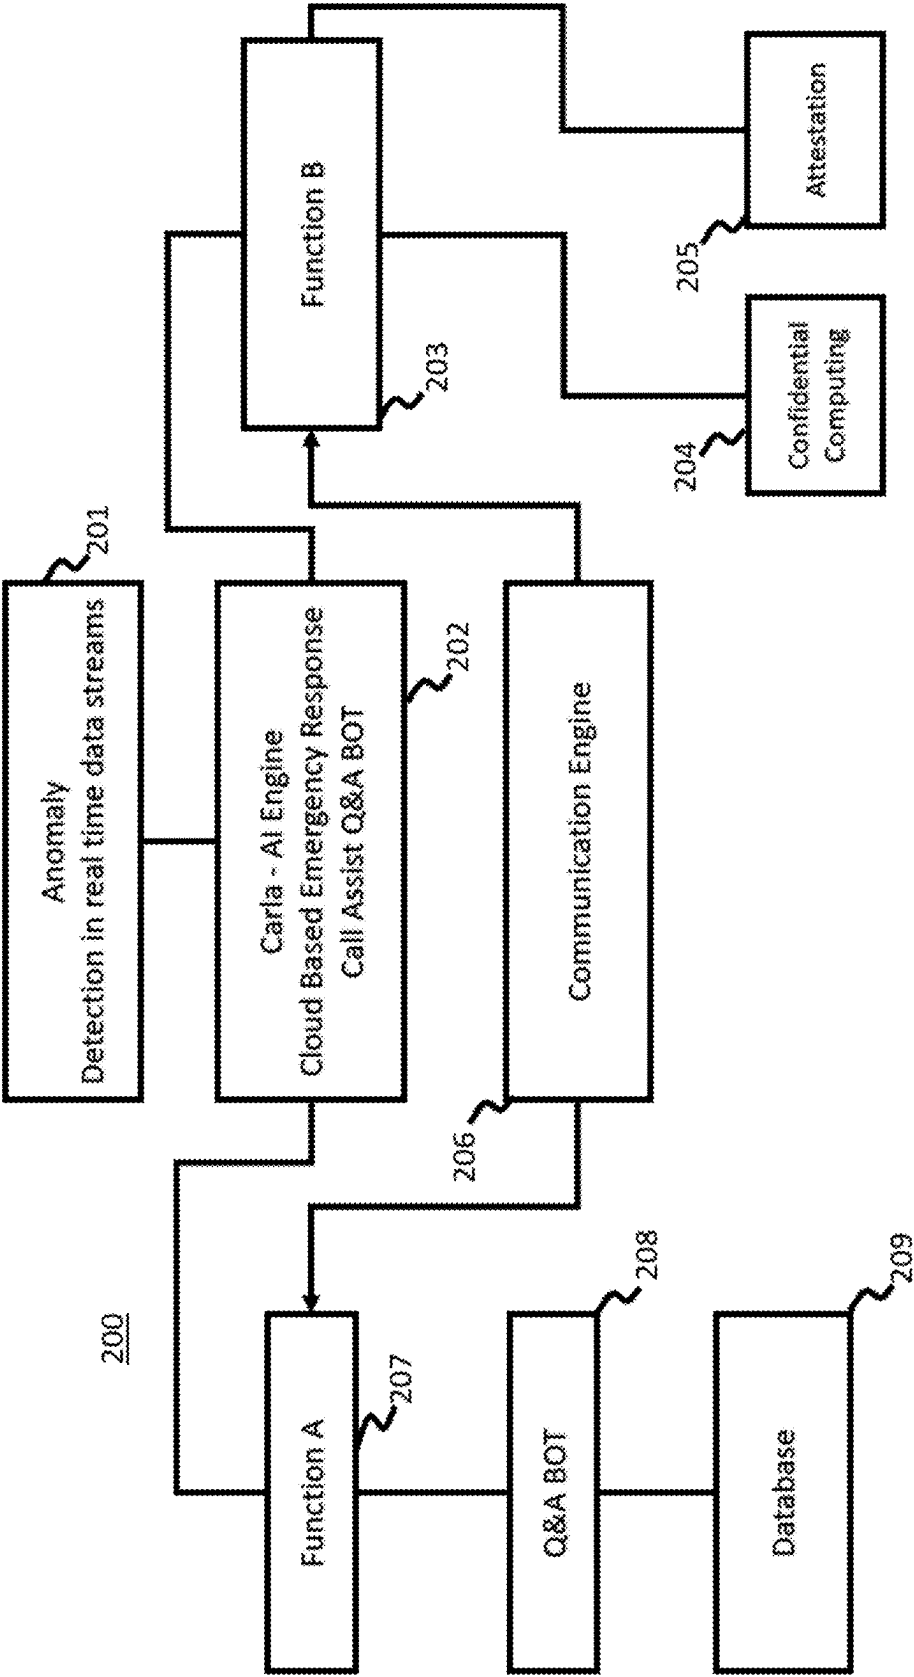 200
Anomaly
Detection in real time data streams
201
Carla - AI Engine
Cloud Based Emergency Response
Call Assist Q&A BOT
202
Function A
207
Function B
203
Communication Engine
206
Q&A BOT
208
Database
209
Confidential
Computing
204
Attestation
205